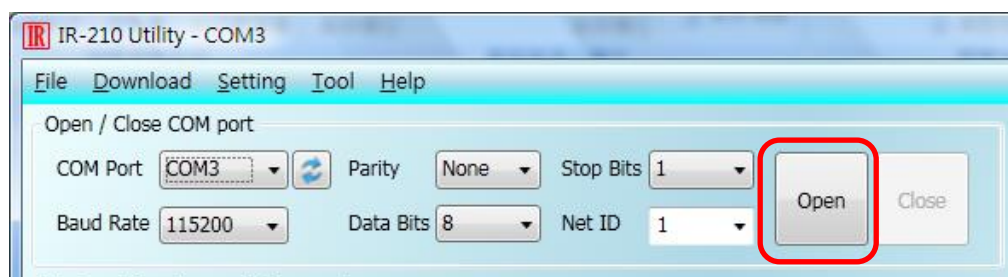 IR IR-210 Utility - COM3
File Download Setting Tool Help
Open / Close COM port
COM Port COM3 Parity None Stop Bits 1
Open Close
Baud Rate 115200 Data Bits 8 Net ID 1